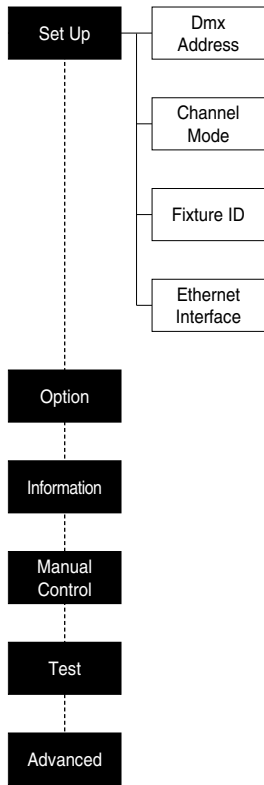 Set Up
Dmx
Address
Channel
Mode
Fixture ID
Ethernet
Interface
Option
Information
Manual
Control
Test
Advanced